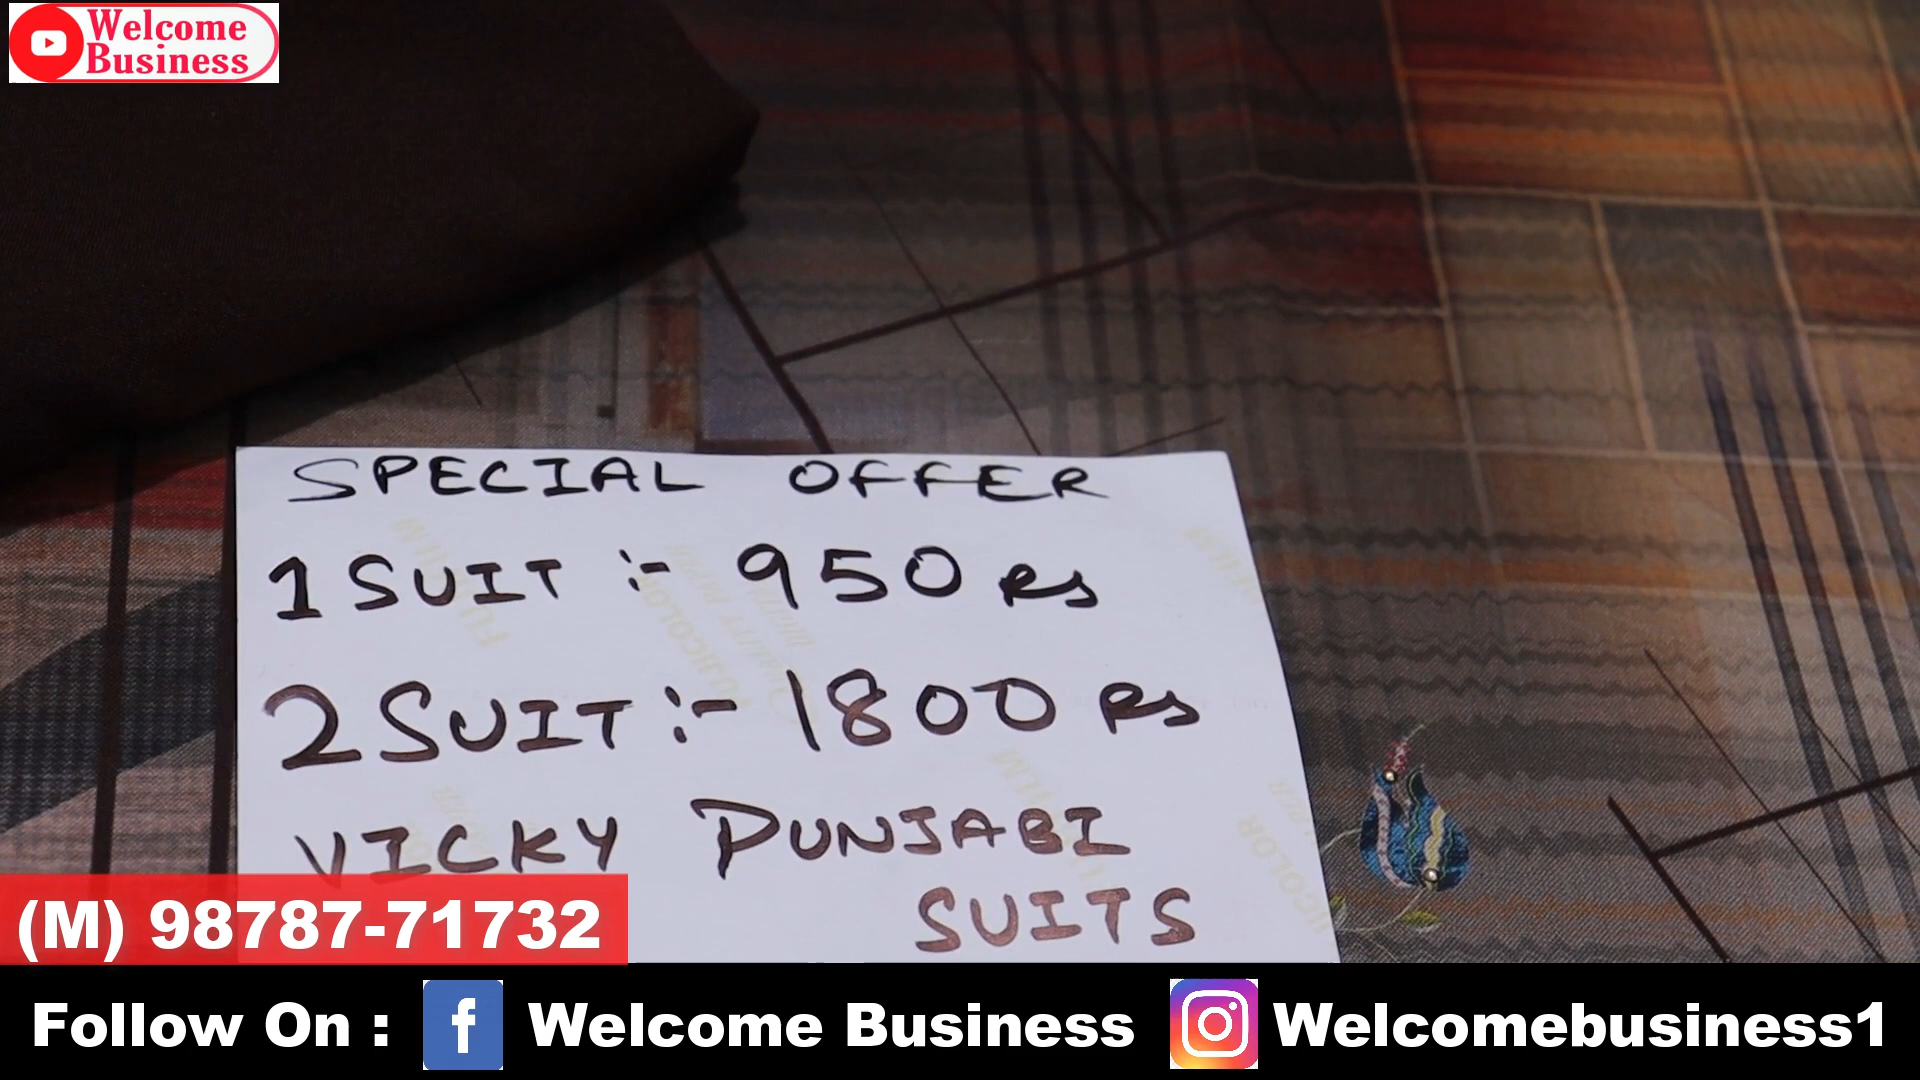 Welcome
Business
SPECIAL OFFER
1 SUIT :- 950 Rs
2 SUIT :- 1800 Rs
VICKY PUNJABI
SUITS
(M) 98787-71732
Follow On : f Welcome Business Welcomebusiness1